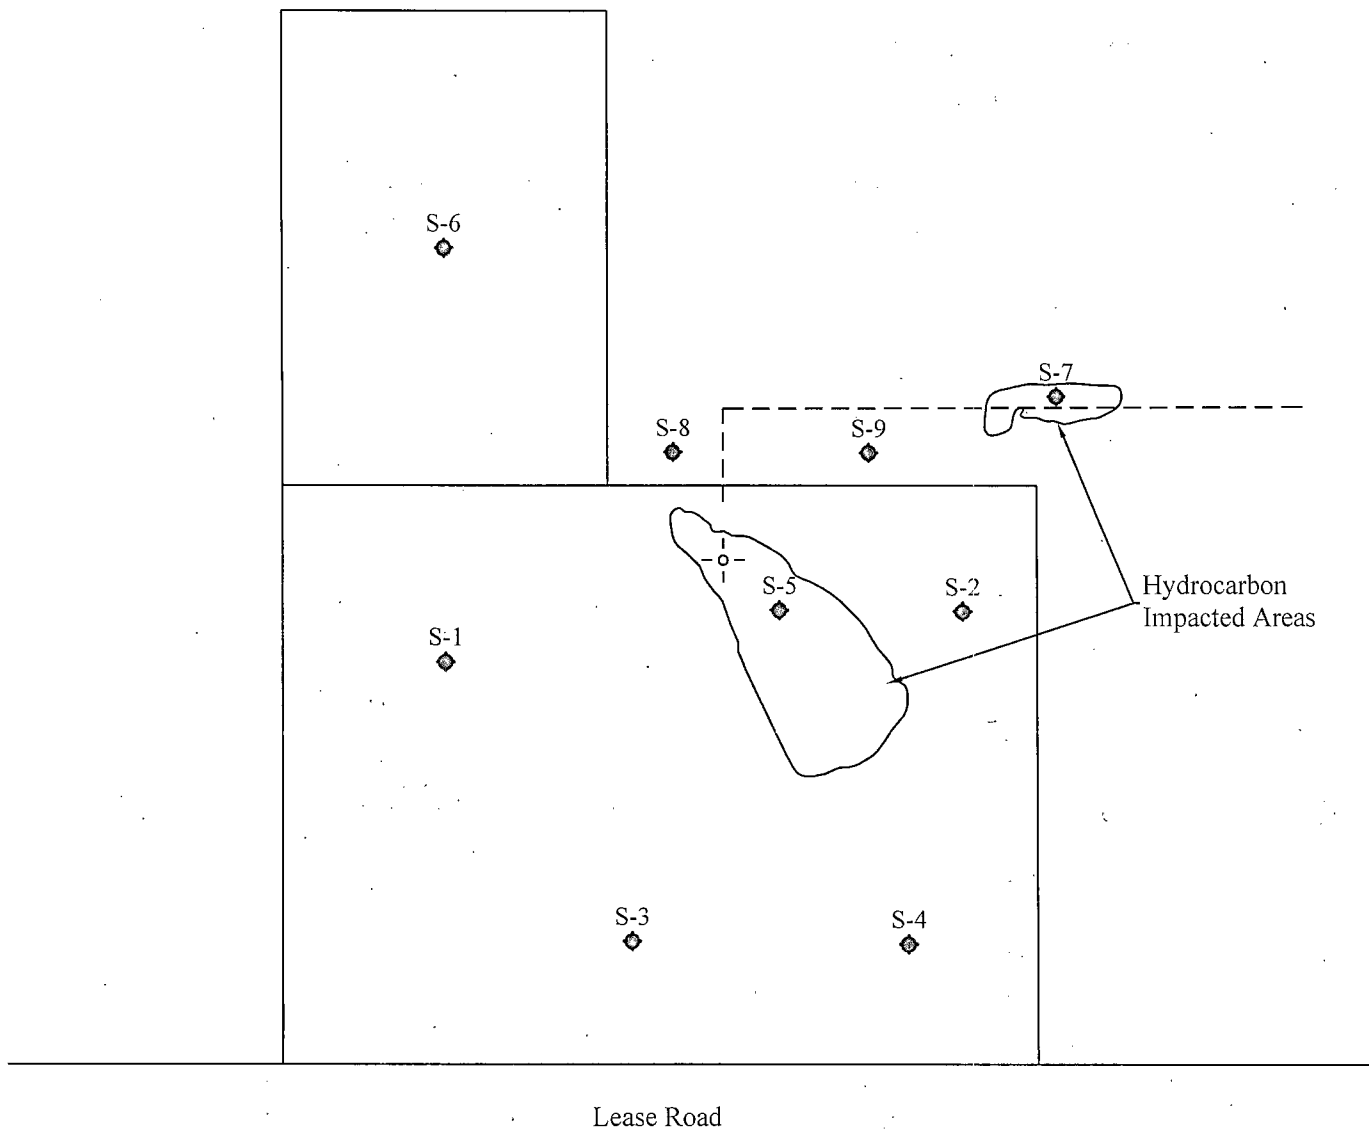 S-6
S-7
S-8
S-9
S-5
S-2
Hydrocarbon
Impacted Areas
S-1
S-3
S-4
Lease Road